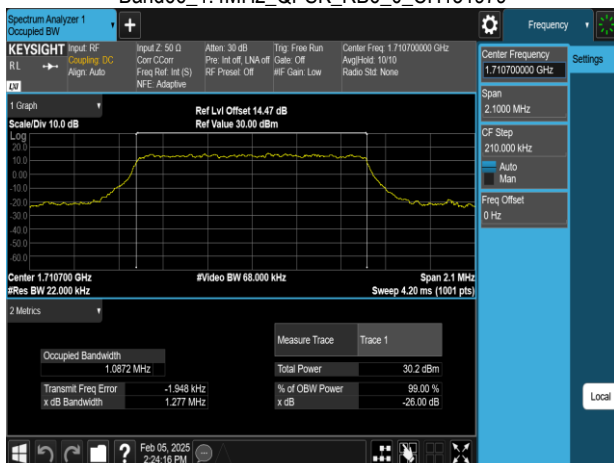 Spectrum Analyzer 1
Occupied BW
+
Frequency
KEYSIGHT
RL
LXI
Input: RF
Coupling: DC
Align: Auto
Input Z: 50 Ω
Corr CCorr
Freq Ref: Int (S)
NFE: Adaptive
Atten: 30 dB
Pre: Int off, LNA off
RF Preset: Off
Trig: Free Run
Gate: Off
#IF Gain: Low
Center Freq: 1.710700000 GHz
Avg|Hold: 10/10
Radio Std: None
Center Frequency
1.710700000 GHz
Settings
Span
2.1000 MHz
CF Step
210.000 kHz
Auto
Man
Freq Offset
0 Hz
Local
1 Graph
Scale/Div 10.0 dB
Ref Lvl Offset 14.47 dB
Ref Value 30.00 dBm
Log
20.0
10.0
0.00
-10.0
-20.0
-30.0
-40.0
-50.0
-60.0
Center 1.710700 GHz
#Video BW 68.000 kHz
Span 2.1 MHz
#Res BW 22.000 kHz
Sweep 4.20 ms (1001 pts)
2 Metrics
Measure Trace
Trace 1
Occupied Bandwidth
1.0872 MHz
Total Power
30.2 dBm
Transmit Freq Error
-1.948 kHz
% of OBW Power
99.00 %
x dB Bandwidth
1.277 MHz
x dB
-26.00 dB
?
Feb 05, 2025
2:24:16 PM